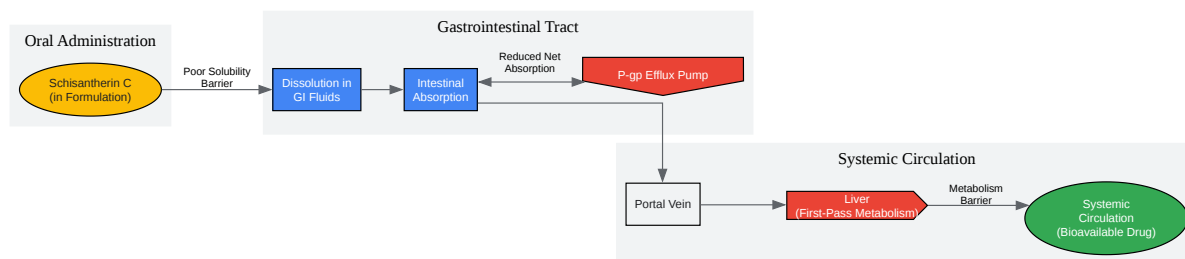 Oral Administration
Schisantherin C
(in Formulation)
Poor Solubility
Barrier
Gastrointestinal Tract
Dissolution in
GI Fluids
Intestinal
Absorption
Reduced Net
Absorption
P-gp Efflux Pump
Systemic Circulation
Portal Vein
Liver
(First-Pass Metabolism)
Metabolism
Barrier
Systemic
Circulation
(Bioavailable Drug)